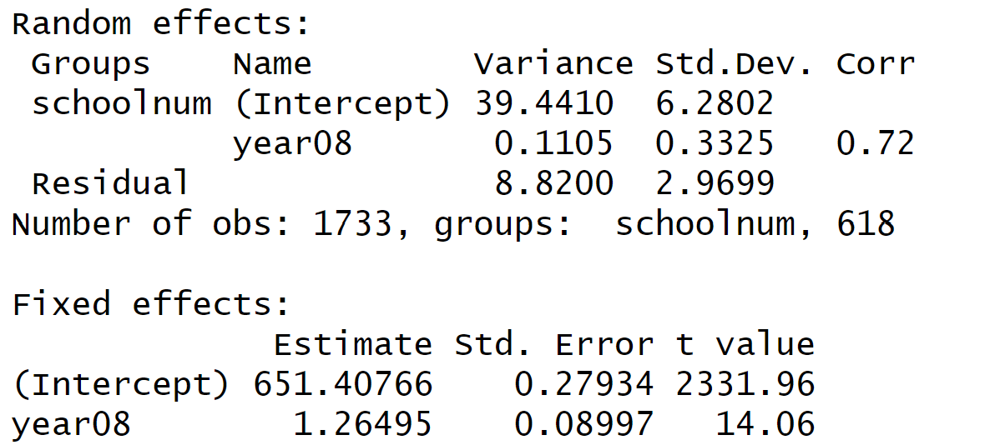 Random effects:
Groups Name Variance Std.Dev. Corr
schoolnum (Intercept) 39.4410 6.2802
year08 0.1105 0.3325 0.72
Residual 8.8200 2.9699
Number of obs: 1733, groups: schoolnum, 618
Fixed effects:
Estimate Std. Error t value
(Intercept) 651.40766 0.27934 2331.96
year08 1.26495 0.08997 14.06